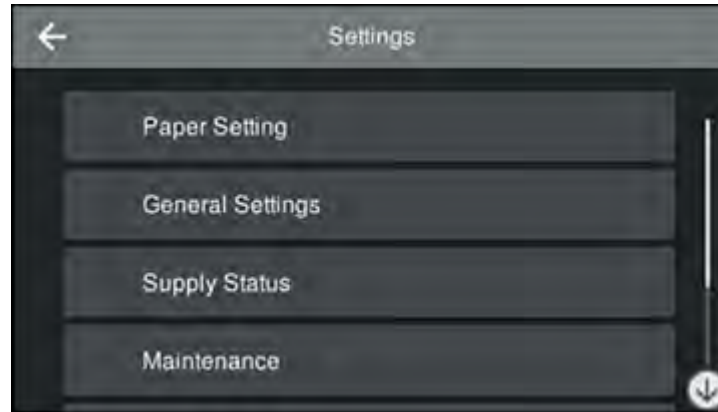 Settings
Paper Setting
General Settings
Supply Status
Maintenance